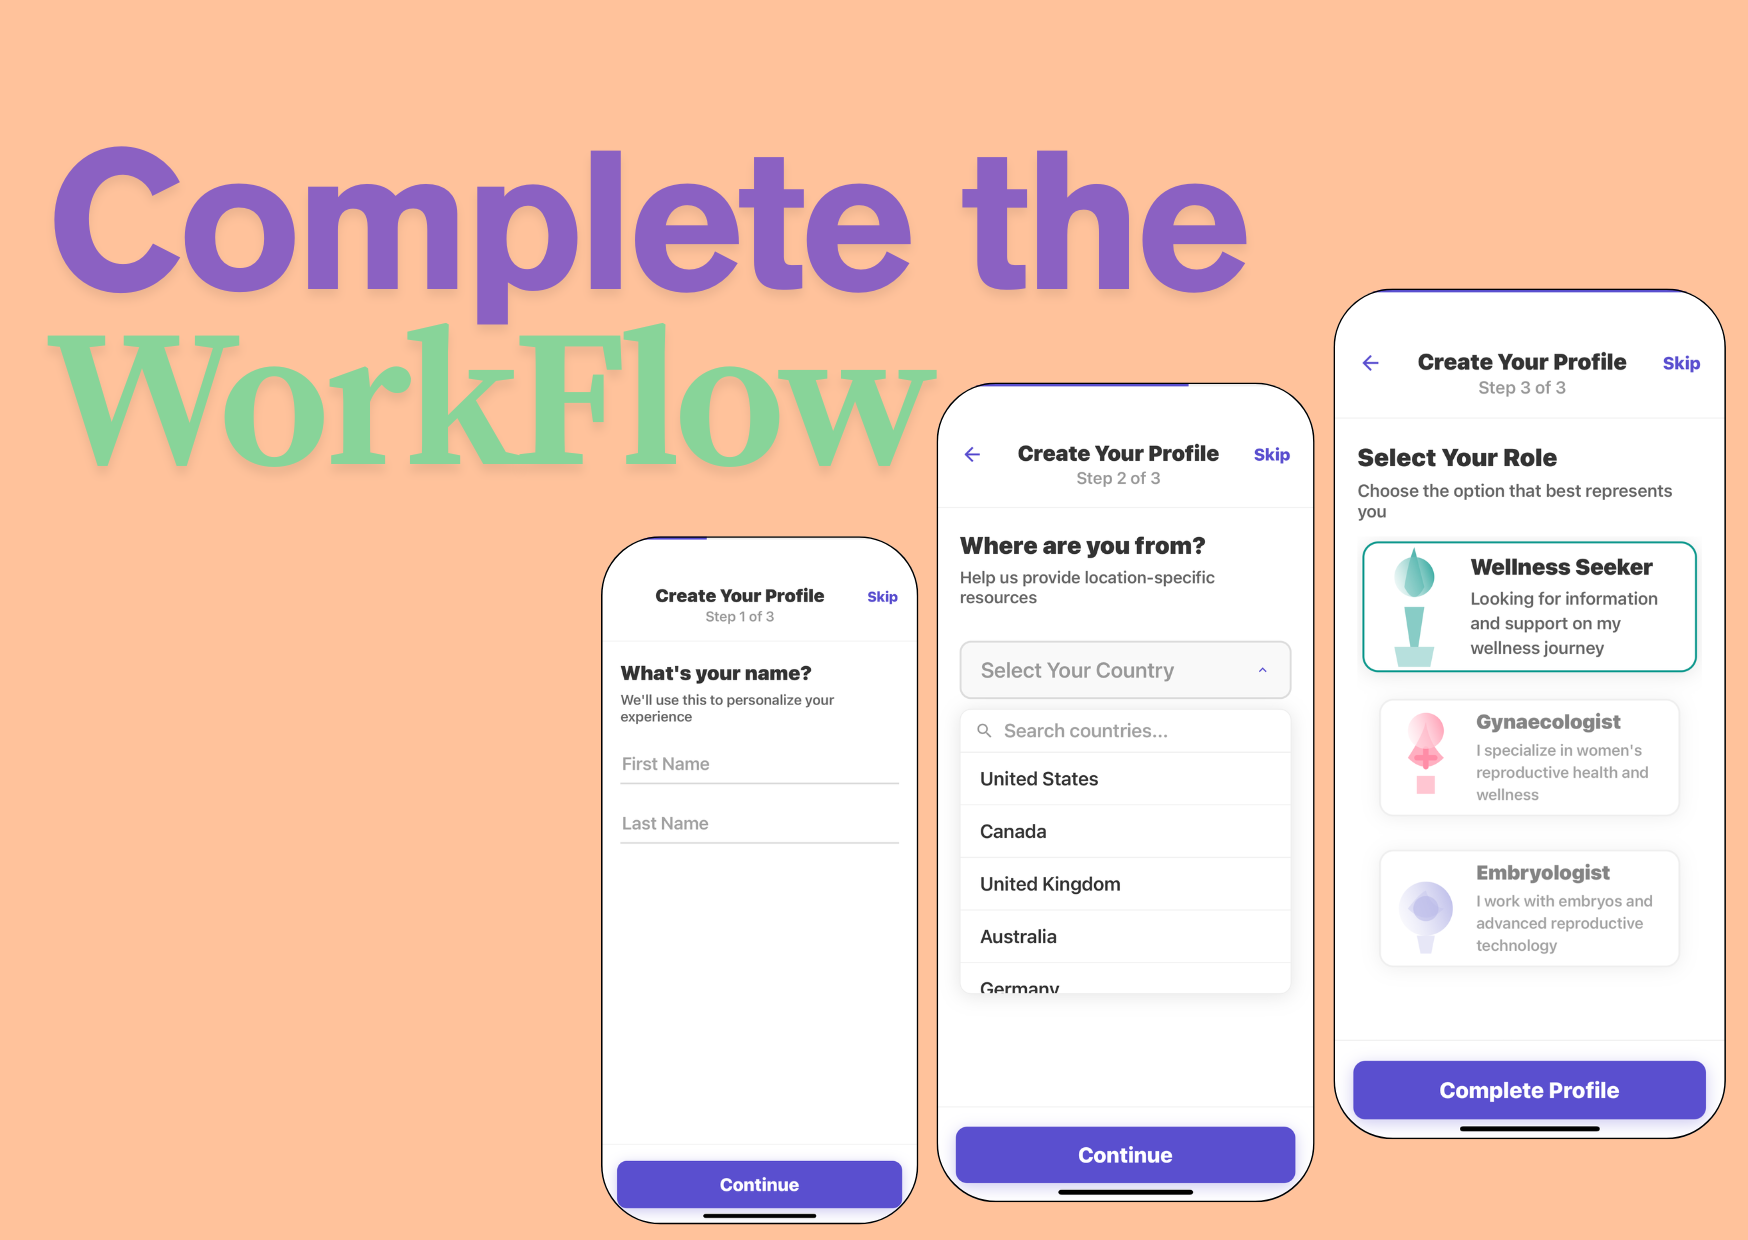 Complete the
WorkFlow
Create Your Profile
Skip
Step 1 of 3
What's your name?
We'll use this to personalize your
experience
First Name
Last Name
Continue
Create Your Profile
Skip
Step 2 of 3
Where are you from?
Help us provide location-specific
resources
Select Your Country
Search countries...
United States
Canada
United Kingdom
Australia
Germany
Continue
Create Your Profile
Skip
Step 3 of 3
Select Your Role
Choose the option that best represents
you
Wellness Seeker
Looking for information
and support on my
wellness journey
Gynaecologist
I specialize in women's
reproductive health and
wellness
Embryologist
I work with embryos and
advanced reproductive
technology
Complete Profile